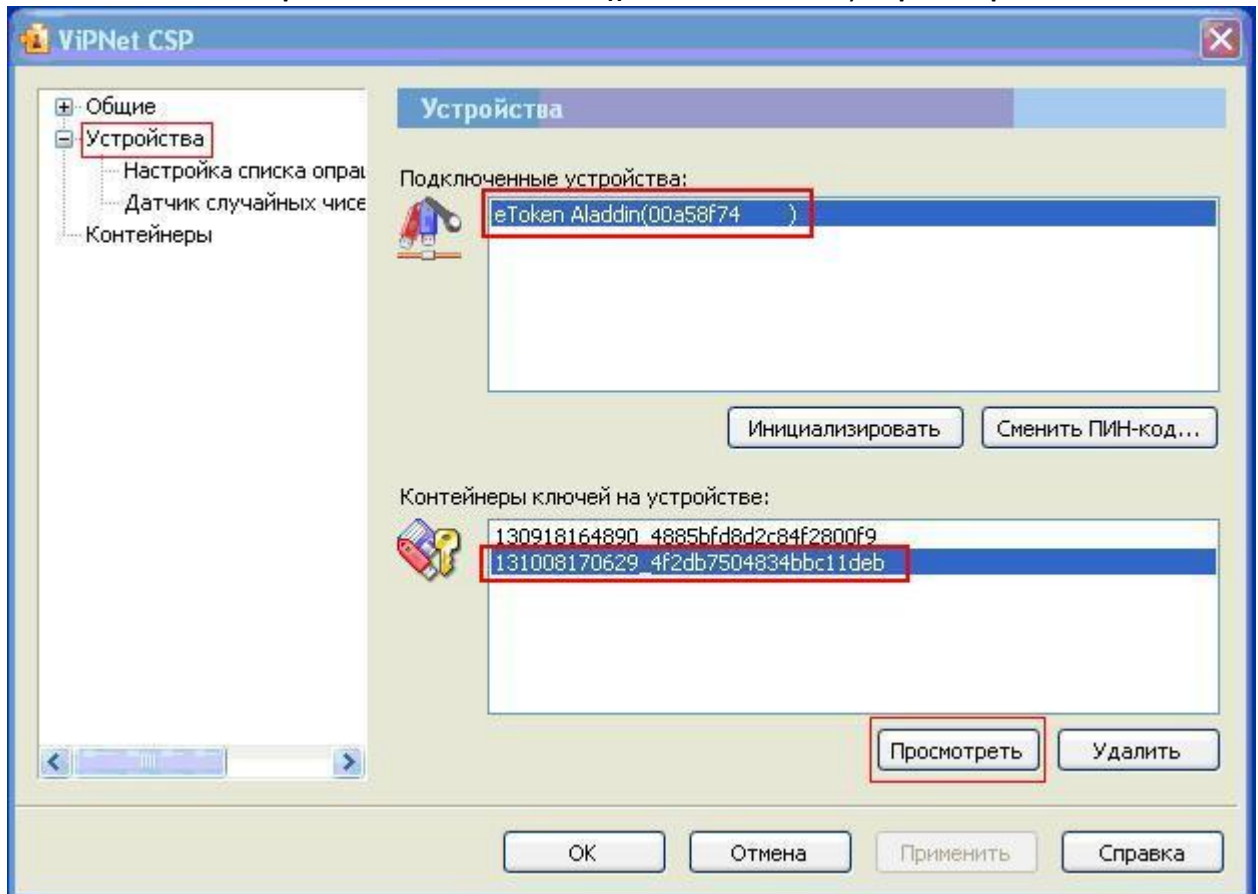 ViPNet CSP
Общие
Устройства
Настройка списка опра
Датчик случайных чисе
Контейнеры
Устройства
Подключенные устройства:
eToken Aladdin(00a58f74 )
Инициализировать
Сменить ПИН-код...
Контейнеры ключей на устройстве:
130918164890_4885bfd8d2c84f2800f9
131008170629_4f2db7504834bbc11deb
Просмотреть
Удалить
OK
Отмена
Применить
Справка